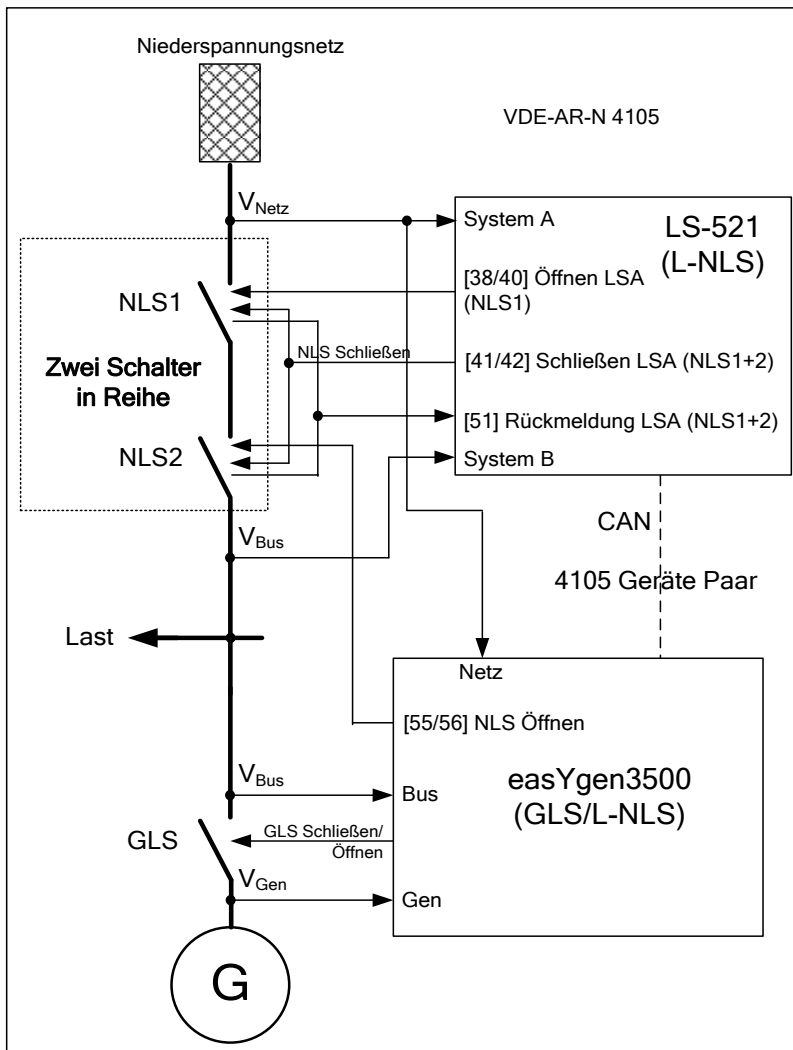 Niederspannungsnetz
VDE-AR-N 4105
VNetz
System A
LS-521
(L-NLS)
[38/40] Öffnen LSA
(NLS1)
NLS1
NLS Schließen
[41/42] Schließen LSA (NLS1+2)
Zwei Schalter
in Reihe
[51] Rückmeldung LSA (NLS1+2)
NLS2
System B
VBus
CAN
4105 Geräte Paar
Last
Netz
[55/56] NLS Öffnen
easYgen3500
(GLS/L-NLS)
VBus
Bus
GLS
GLS Schließen/
Öffnen
VGen
Gen
G